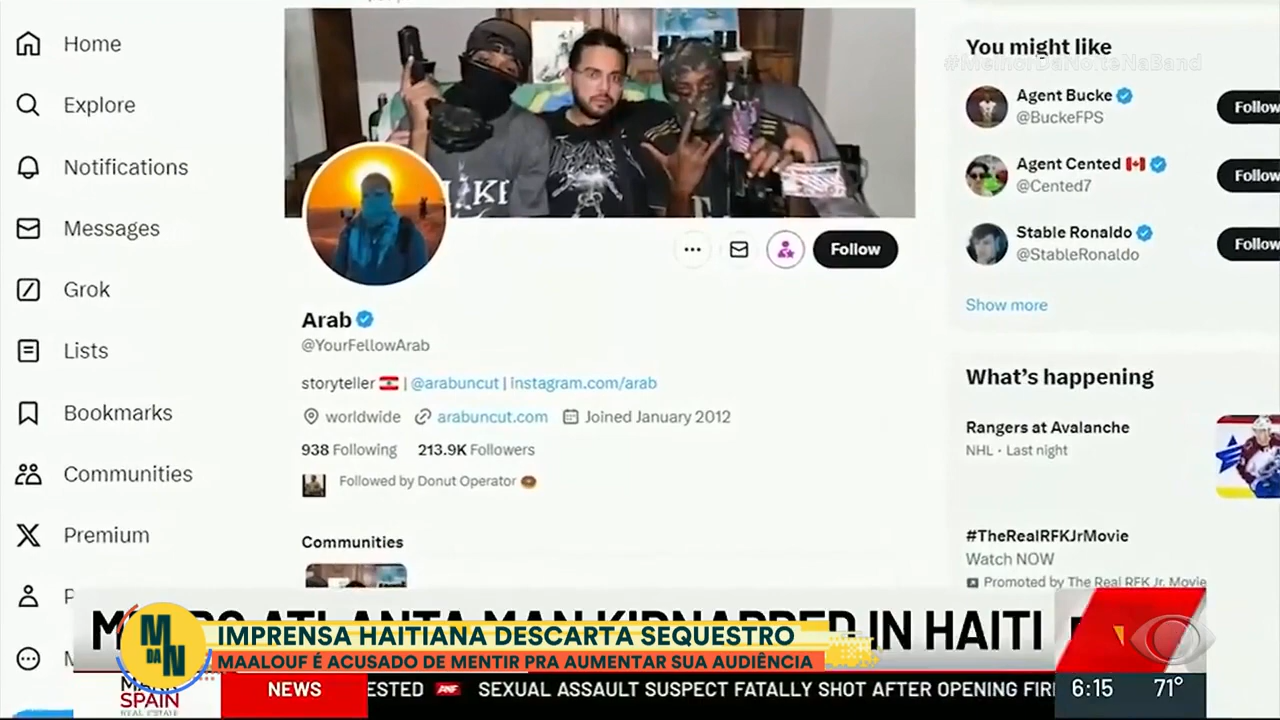 Home
Explore
Notifications
Messages
Grok
Lists
Bookmarks
Communities
Premium
Follow
Arab
@YourFellowArab
storyteller 🇱🇧 | @arabuncut | instagram.com/arab
worldwide arabuncut.com Joined January 2012
938 Following 213.9K Followers
Followed by Donut Operator 🍩
Communities
You might like
#MelhorDaNoiteNaBand
Agent Bucke
@BuckeFPS
Follow
Agent Cented 🇨🇦
@Cented7
Follow
Stable Ronaldo
@StableRonaldo
Follow
Show more
What's happening
Rangers at Avalanche
NHL · Last night
#TheRealRFKJrMovie
Watch NOW
Promoted by The Real RFK Jr. Movie
ATLANTA MAN KIDNAPPED IN HAITI
M DA N
IMPRENSA HAITIANA DESCARTA SEQUESTRO
MAALOUF É ACUSADO DE MENTIR PRA AUMENTAR SUA AUDIÊNCIA
SPAIN
REAL ESTATE
NEWS
ESTED ANF SEXUAL ASSAULT SUSPECT FATALLY SHOT AFTER OPENING FIR
6:15 71°